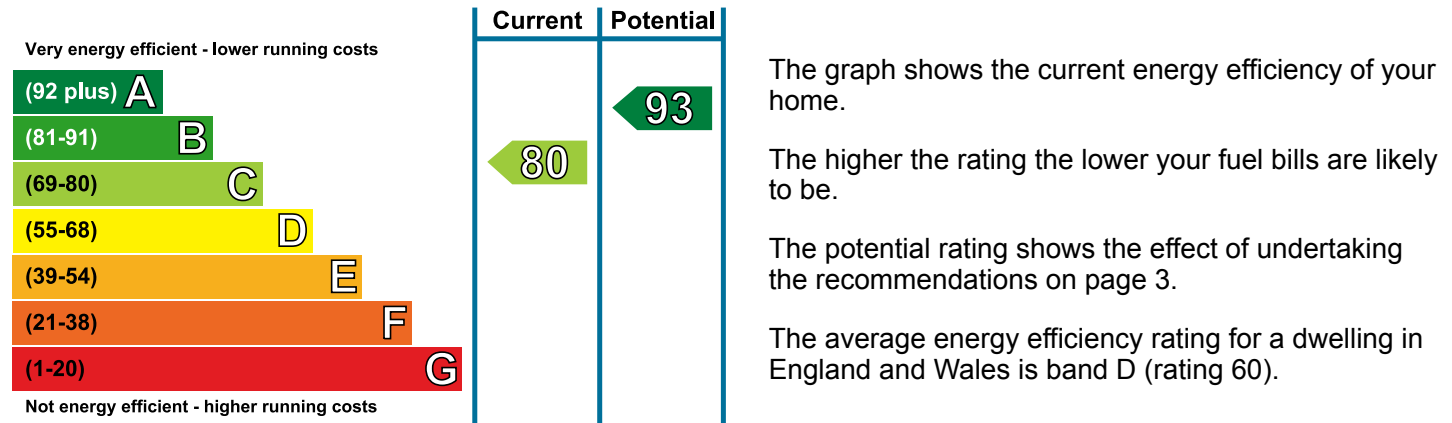 Current Potential
Very energy efficient - lower running costs
(92 plus) A
93
(81-91) B
80
(69-80) C
(55-68) D
(39-54) E
(21-38) F
(1-20) G
Not energy efficient - higher running costs
The graph shows the current energy efficiency of your
home.
The higher the rating the lower your fuel bills are likely
to be.
The potential rating shows the effect of undertaking
the recommendations on page 3.
The average energy efficiency rating for a dwelling in
England and Wales is band D (rating 60).